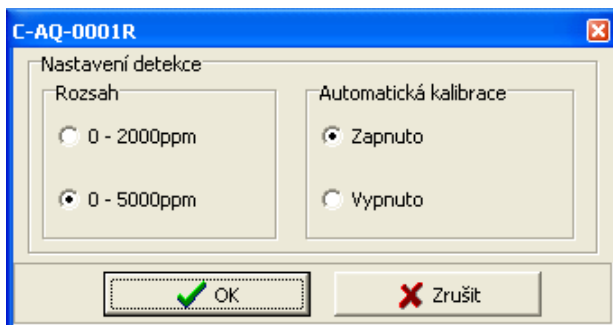 C-AQ-0001R
Nastavení detekce
Rozsah
0 - 2000ppm
0 - 5000ppm
Automatická kalibrace
Zapnuto
Vypnuto
OK
Zrušit